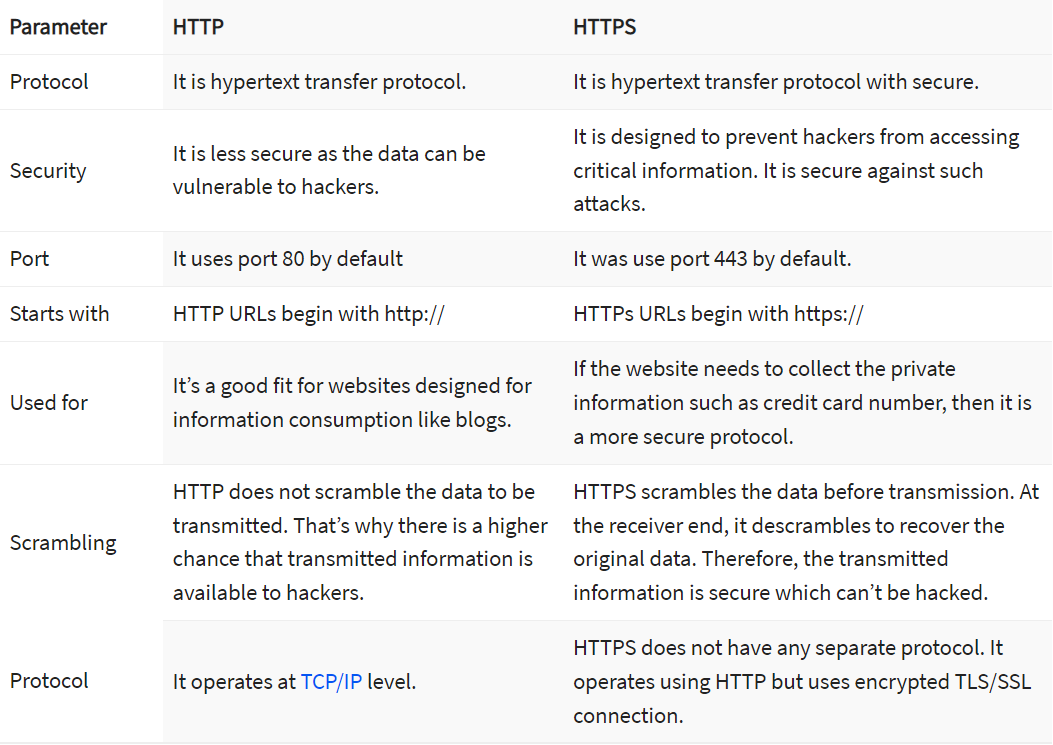 Parameter HTTP HTTPS
Protocol It is hypertext transfer protocol. It is hypertext transfer protocol with secure.
Security
It is less secure as the data can be
vulnerable to hackers.
It is designed to prevent hackers from accessing
critical information. It is secure against such
attacks.
Port It uses port 80 by default It was use port 443 by default.
Starts with HTTP URLs begin with http:// HTTPs URLs begin with https://
Used for
It’s a good fit for websites designed for
information consumption like blogs.
If the website needs to collect the private
information such as credit card number, then it is
a more secure protocol.
Scrambling
HTTP does not scramble the data to be
transmitted. That’s why there is a higher
chance that transmitted information is
available to hackers.
HTTPS scrambles the data before transmission. At
the receiver end, it descrambles to recover the
original data. Therefore, the transmitted
information is secure which can’t be hacked.
Protocol
It operates at TCP/IP level.
HTTPS does not have any separate protocol. It
operates using HTTP but uses encrypted TLS/SSL
connection.